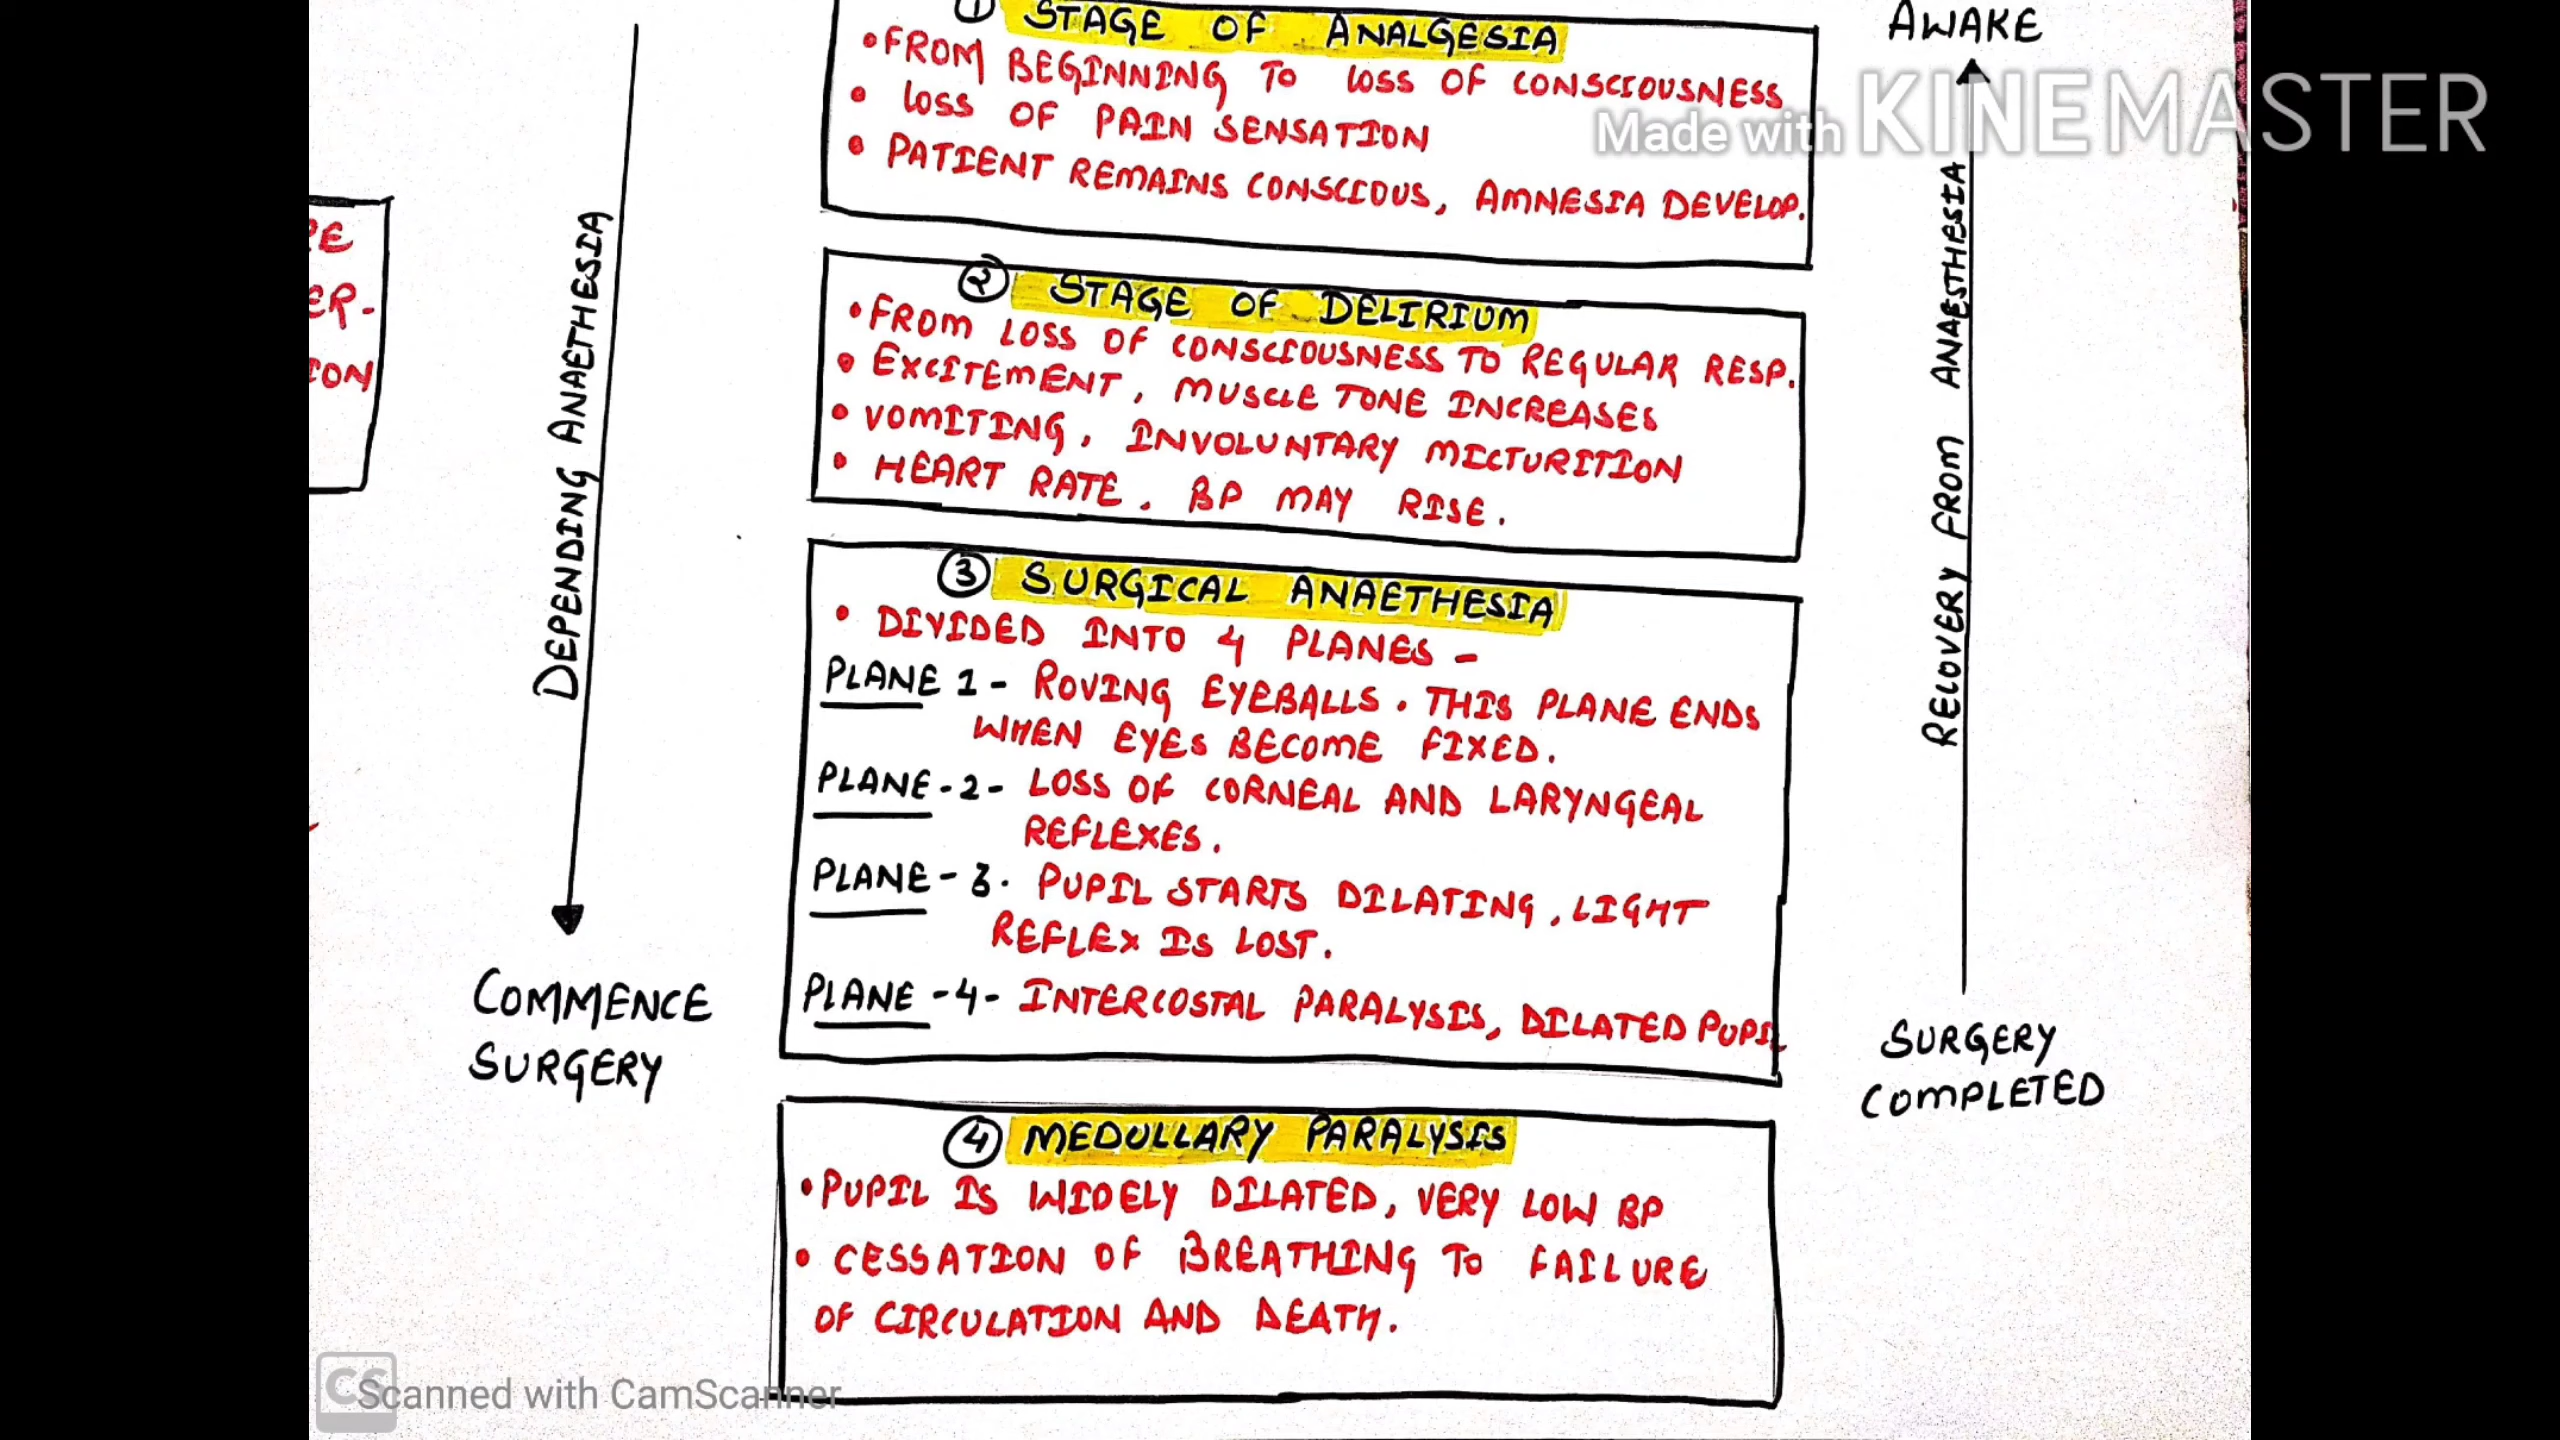 ① STAGE OF ANALGESIA
• FROM BEGINNING TO LOSS OF CONSCIOUSNESS
• LOSS OF PAIN SENSATION
• PATIENT REMAINS CONSCIOUS, AMNESIA DEVELOP.
② STAGE OF DELIRIUM
• FROM LOSS OF CONSCIOUSNESS TO REGULAR RESP.
• EXCITEMENT, MUSCLE TONE INCREASES
• VOMITING, INVOLUNTARY MICTURITION
• HEART RATE, BP MAY RISE.
③ SURGICAL ANAETHESIA
• DIVIDED INTO 4 PLANES -
PLANE 1 - ROVING EYEBALLS. THIS PLANE ENDS
WHEN EYES BECOME FIXED.
PLANE - 2 - LOSS OF CORNEAL AND LARYNGEAL
REFLEXES.
PLANE - 3. PUPIL STARTS DILATING, LIGHT
REFLEX IS LOST.
PLANE - 4 - INTERCOSTAL PARALYSIS, DILATED PUPIL
④ MEDULLARY PARALYSIS
• PUPIL IS WIDELY DILATED, VERY LOW BP
• CESSATION OF BREATHING TO FAILURE
OF CIRCULATION AND DEATH.
DEPENDING ANAETHESIA
COMMENCE
SURGERY
AWAKE
RECOVERY FROM ANAESTHESIA
SURGERY
COMPLETED
PE
ER-
ION
Made with KINEMASTER
CS Scanned with CamScanner